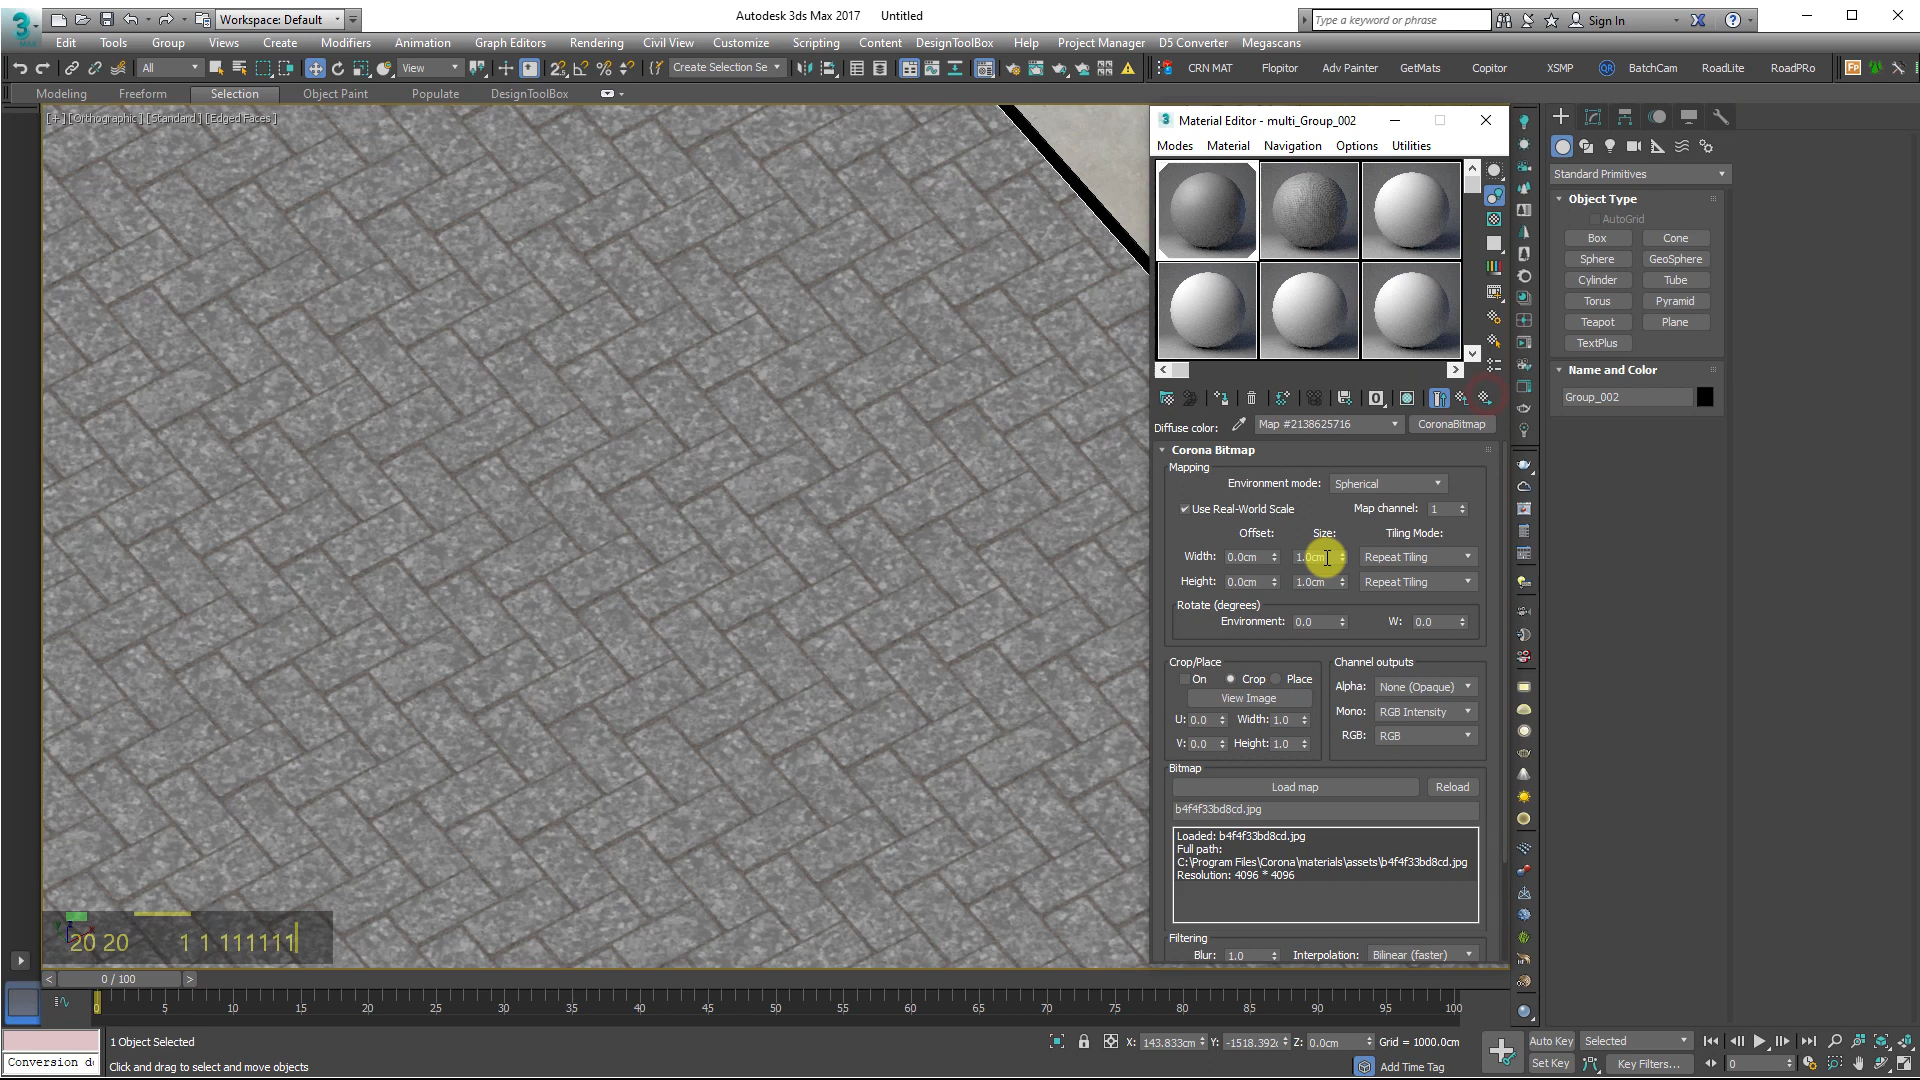 Workspace: Default
Autodesk 3ds Max 2017 Untitled
Type a keyword or phrase
Sign In
Edit Tools Group Views Create Modifiers Animation Graph Editors Rendering Civil View Customize Scripting Content DesignToolBox Help Project Manager D5 Converter Megascans
All View Create Selection Se CRN MAT Flopitor Adv Painter GetMats Copitor XSMP BatchCam RoadLite RoadPRo
Modeling Freeform Selection Object Paint Populate DesignToolBox
[ + ] [Orthographic ] [Standard ] [Edged Faces ]
Material Editor - multi_Group_002
Modes Material Navigation Options Utilities
Diffuse color: Map #2138625716 CoronaBitmap
Corona Bitmap
Mapping
Environment mode: Spherical
Use Real-World Scale Map channel: 1
Offset: Size: Tiling Mode:
Width: 0.0cm 1.0cm Repeat Tiling
Height: 0.0cm 1.0cm Repeat Tiling
Rotate (degrees)
Environment: 0.0 W: 0.0
Crop/Place
On Crop Place
View Image
U: 0.0 Width: 1.0
V: 0.0 Height: 1.0
Channel outputs
Alpha: None (Opaque)
Mono: RGB Intensity
RGB: RGB
Bitmap
Load map Reload
b4f4f33bd8cd.jpg
Loaded: b4f4f33bd8cd.jpg
Full path:
C:\Program Files\Corona\materials\assets\b4f4f33bd8cd.jpg
Resolution: 4096 * 4096
Filtering
Blur: 1.0 Interpolation: Bilinear (faster)
Standard Primitives
Object Type
AutoGrid
Box Cone
Sphere GeoSphere
Cylinder Tube
Torus Pyramid
Teapot Plane
TextPlus
Name and Color
Group_002
20 20 1 1 111111
0 / 100
0 5 10 15 20 25 30 35 40 45 50 55 60 65 70 75 80 85 90 95 100
1 Object Selected
X: 143.833cm Y: -1518.392c Z: 0.0cm Grid = 1000.0cm
Auto Key Selected
Conversion d
Click and drag to select and move objects
Add Time Tag
Set Key Key Filters... 0